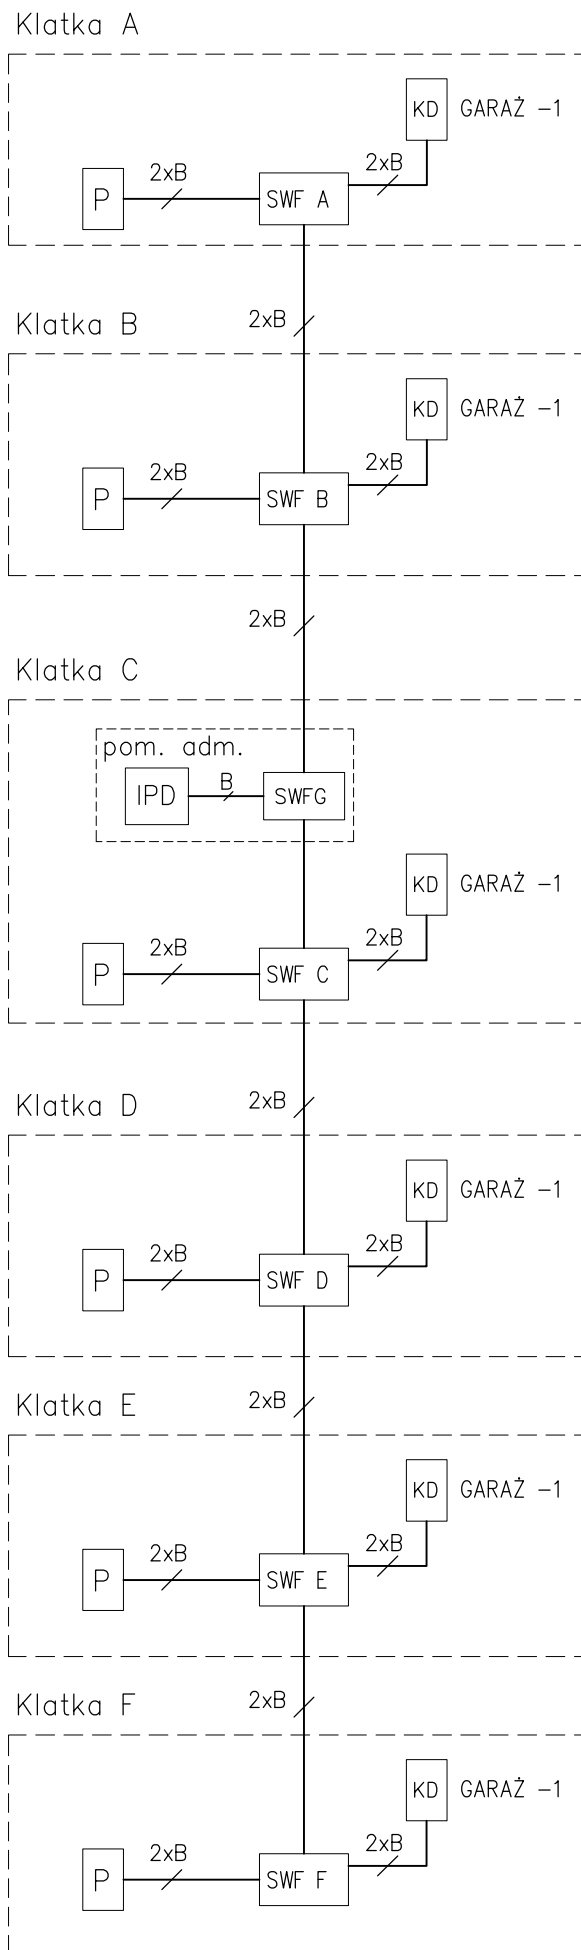 Klatka A
KD GARAŻ -1
2xB
2xB
P
SWF A
2xB
Klatka B
KD GARAŻ -1
2xB
2xB
P
SWF B
2xB
Klatka C
pom. adm.
IPD
B
SWFG
KD GARAŻ -1
2xB
2xB
P
SWF C
2xB
Klatka D
KD GARAŻ -1
2xB
2xB
P
SWF D
2xB
Klatka E
KD GARAŻ -1
2xB
2xB
P
SWF E
2xB
Klatka F
KD GARAŻ -1
2xB
2xB
P
SWF F